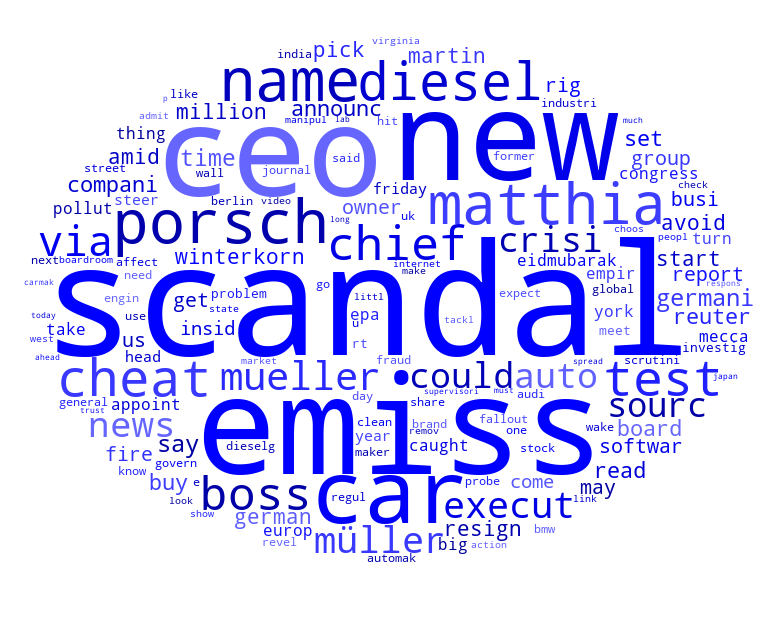 virginia
india pick martin
name diesel rig
p like industri
million announc
admit manipul lab hit much
thing ceo new set
amid time said former group
street wall journal congress
compani steer friday check
pollut berlin video owner matthia busi
porsch long uk avoid
via chief crisi choos turn
next boardroom winterkorn internet peopl start
affect make eidmubarak
carmak need go empir report respons
engin get problem littl expect global germani
today state u epa york reuter
take use scandal rt tackl meet mecca
west us insid investig
ahead head market fraud spread scrutini
cheat mueller could auto test japan
general appoint day supervisori must
trust share audi sourc
news clean brand fallout wake
say emiss remov one board
fire dieselg year caught stock softwar
know govern maker
buy e boss car regul probe come read
look link may
show execut
german resign bmw
europ müller big action
revel
automak